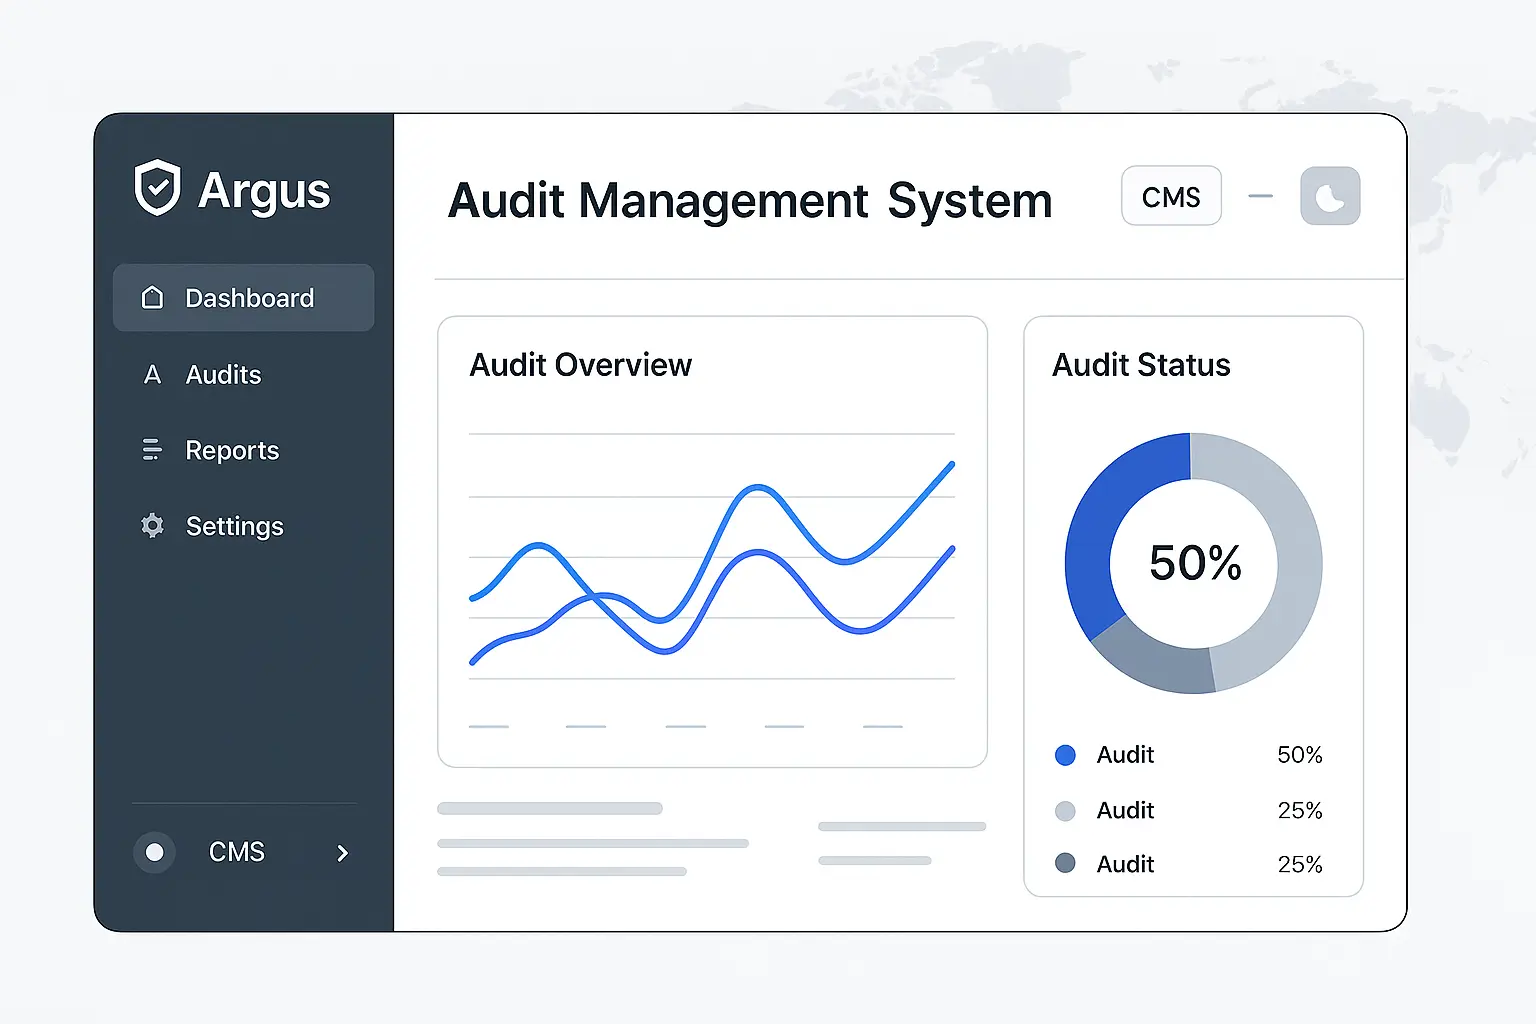 Argus
Dashboard
Audits
Reports
Settings
CMS
Audit Management System
CMS
Audit Overview
Audit Status
50%
Audit 50%
Audit 25%
Audit 25%